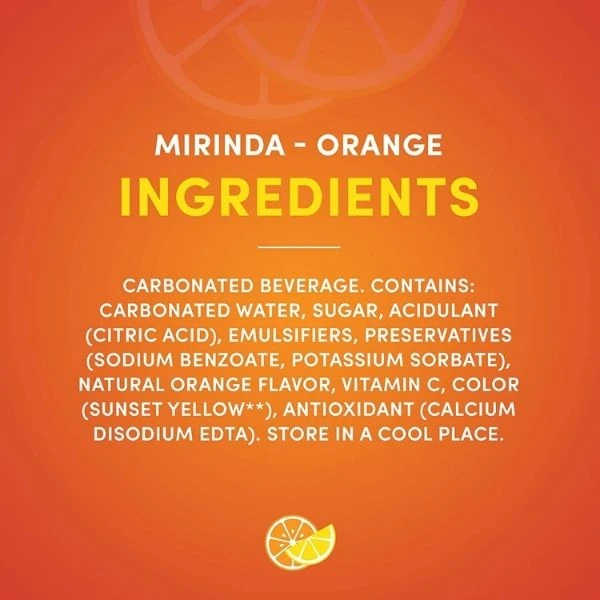 MIRINDA - ORANGE
INGREDIENTS
CARBONATED BEVERAGE. CONTAINS:
CARBONATED WATER, SUGAR, ACIDULANT
(CITRIC ACID), EMULSIFIERS, PRESERVATIVES
(SODIUM BENZOATE, POTASSIUM SORBATE),
NATURAL ORANGE FLAVOR, VITAMIN C, COLOR
(SUNSET YELLOW**), ANTIOXIDANT (CALCIUM
DISODIUM EDTA). STORE IN A COOL PLACE.